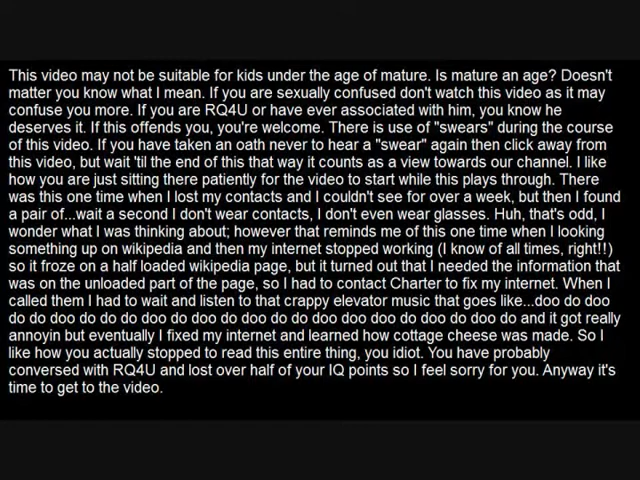 This video may not be suitable for kids under the age of mature. Is mature an age? Doesn't
matter you know what I mean. If you are sexually confused don't watch this video as it may
confuse you more. If you are RQ4U or have ever associated with him, you know he
deserves it. If this offends you, you're welcome. There is use of "swears" during the course
of this video. If you have taken an oath never to hear a "swear" again then click away from
this video, but wait 'til the end of this that way it counts as a view towards our channel. I like
how you are just sitting there patiently for the video to start while this plays through. There
was this one time when I lost my contacts and I couldn't see for over a week, but then I found
a pair of...wait a second I don't wear contacts, I don't even wear glasses. Huh, that's odd, I
wonder what I was thinking about; however that reminds me of this one time when I looking
something up on wikipedia and then my internet stopped working (I know of all times, right!!)
so it froze on a half loaded wikipedia page, but it turned out that I needed the information that
was on the unloaded part of the page, so I had to contact Charter to fix my internet. When I
called them I had to wait and listen to that crappy elevator music that goes like...doo do doo
do do doo do do do doo do doo do doo do doo do doo do doo do doo do and it got really
annoyin but eventually I fixed my internet and learned how cottage cheese was made. So I
like how you actually stopped to read this entire thing, you idiot. You have probably
conversed with RQ4U and lost over half of your IQ points so I feel sorry for you. Anyway it's
time to get to the video.